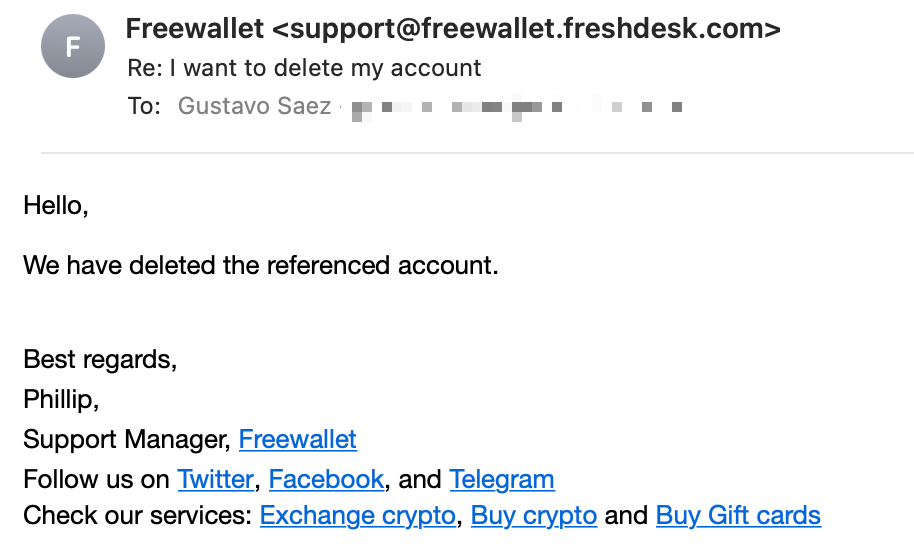 F
Freewallet <support@freewallet.freshdesk.com>
Re: I want to delete my account
To: Gustavo Saez ·
Hello,
We have deleted the referenced account.
Best regards,
Phillip,
Support Manager, Freewallet
Follow us on Twitter, Facebook, and Telegram
Check our services: Exchange crypto, Buy crypto and Buy Gift cards